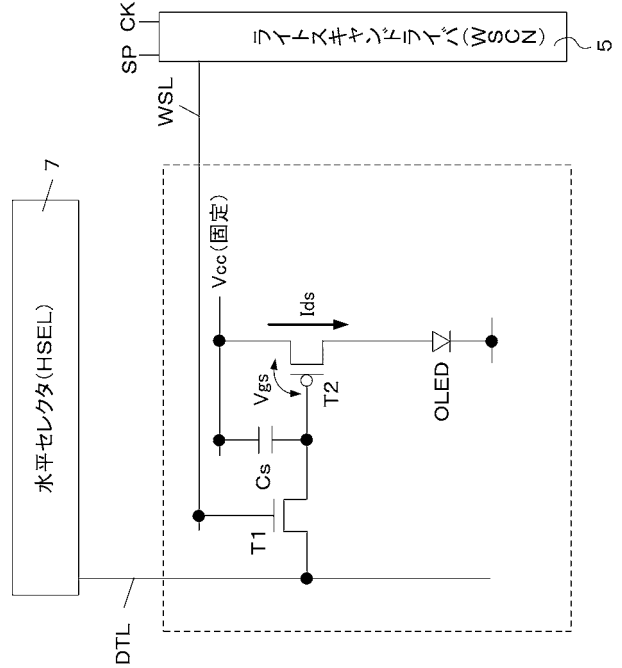 水平セレクタ(HSEL)
7
DTL
WSL
SP
CK
ライトスキャンドライバ(WSCN)
5
Vcc(固定)
Cs
T1
Vgs
T2
Ids
OLED